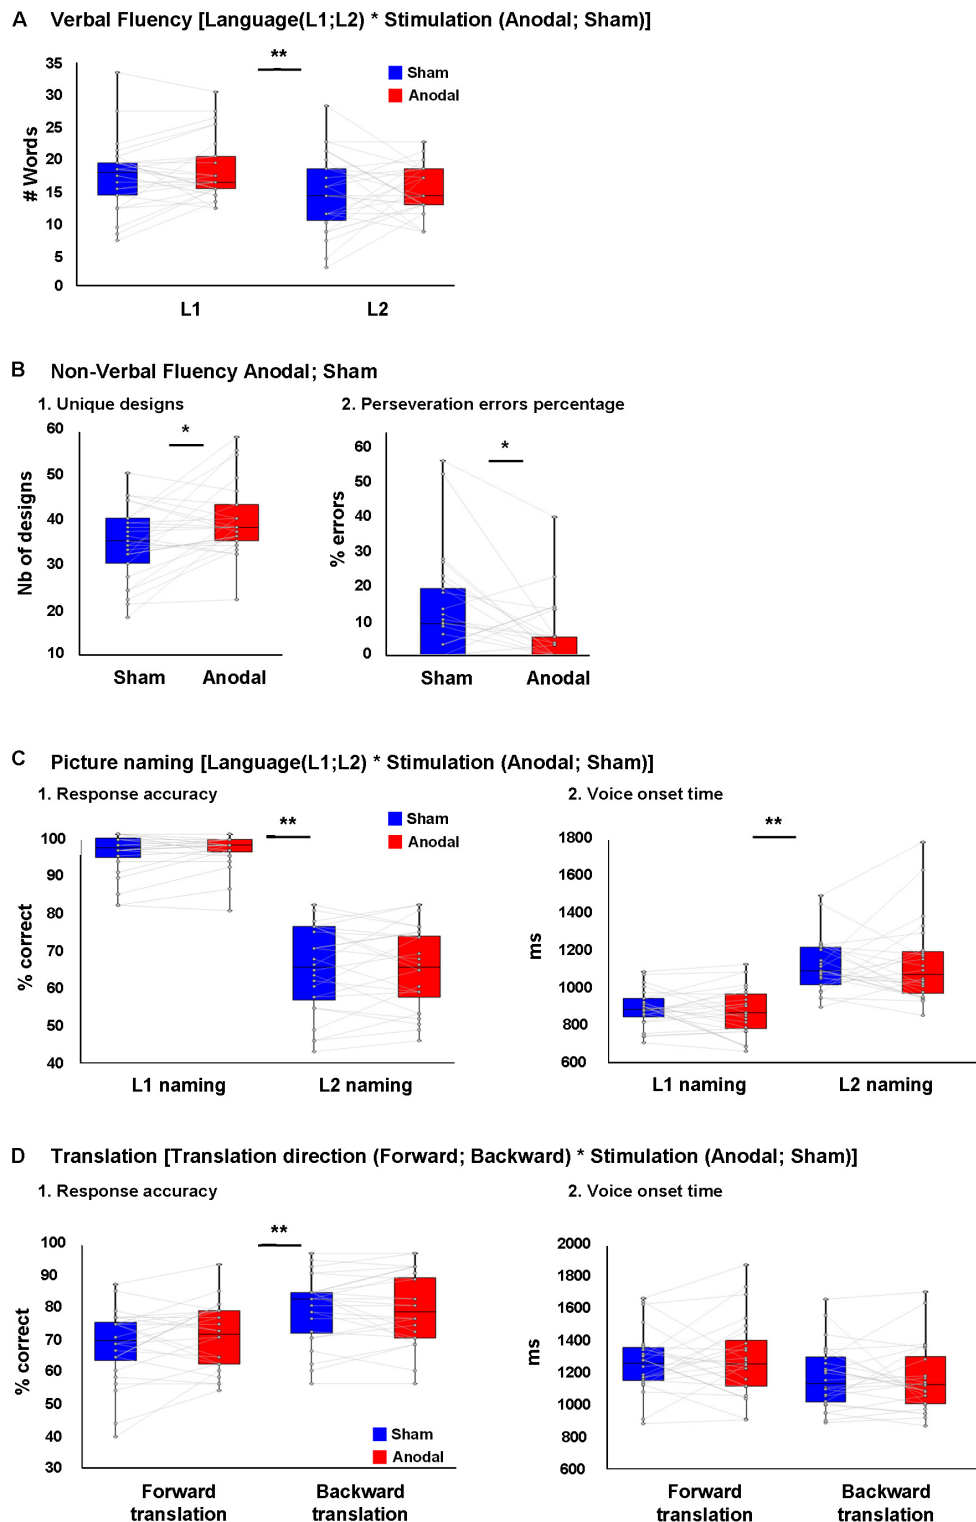 A Verbal Fluency [Language(L1;L2) * Stimulation (Anodal; Sham)]
**
35
30
25
20
15
10
5
0
# Words
Sham
Anodal
L1 L2
B Non-Verbal Fluency Anodal; Sham
1. Unique designs
60
50
40
30
20
10
Nb of designs
*
Sham Anodal
2. Perseveration errors percentage
60
50
40
30
20
10
0
% errors
*
Sham Anodal
C Picture naming [Language(L1;L2) * Stimulation (Anodal; Sham)]
1. Response accuracy
100
90
80
70
60
50
40
% correct
**
Sham
Anodal
L1 naming L2 naming
2. Voice onset time
1800
1600
1400
1200
1000
800
600
ms
**
L1 naming L2 naming
D Translation [Translation direction (Forward; Backward) * Stimulation (Anodal; Sham)]
1. Response accuracy
100
90
80
70
60
50
40
30
% correct
**
Sham
Anodal
Forward translation
Backward translation
2. Voice onset time
2000
1800
1600
1400
1200
1000
800
600
ms
Forward translation
Backward translation